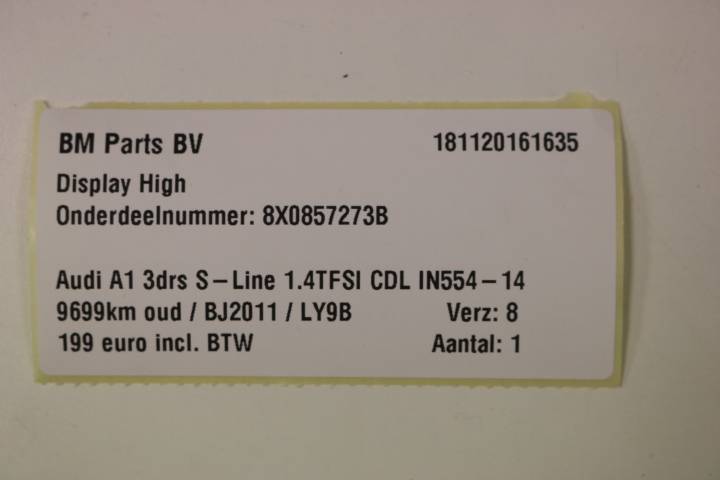 BM Parts BV 181120161635
Display High
Onderdeelnummer: 8X0857273B
Audi A1 3drs S-Line 1.4TFSI CDL IN554-14
9699km oud / BJ2011 / LY9B Verz: 8
199 euro incl. BTW Aantal: 1